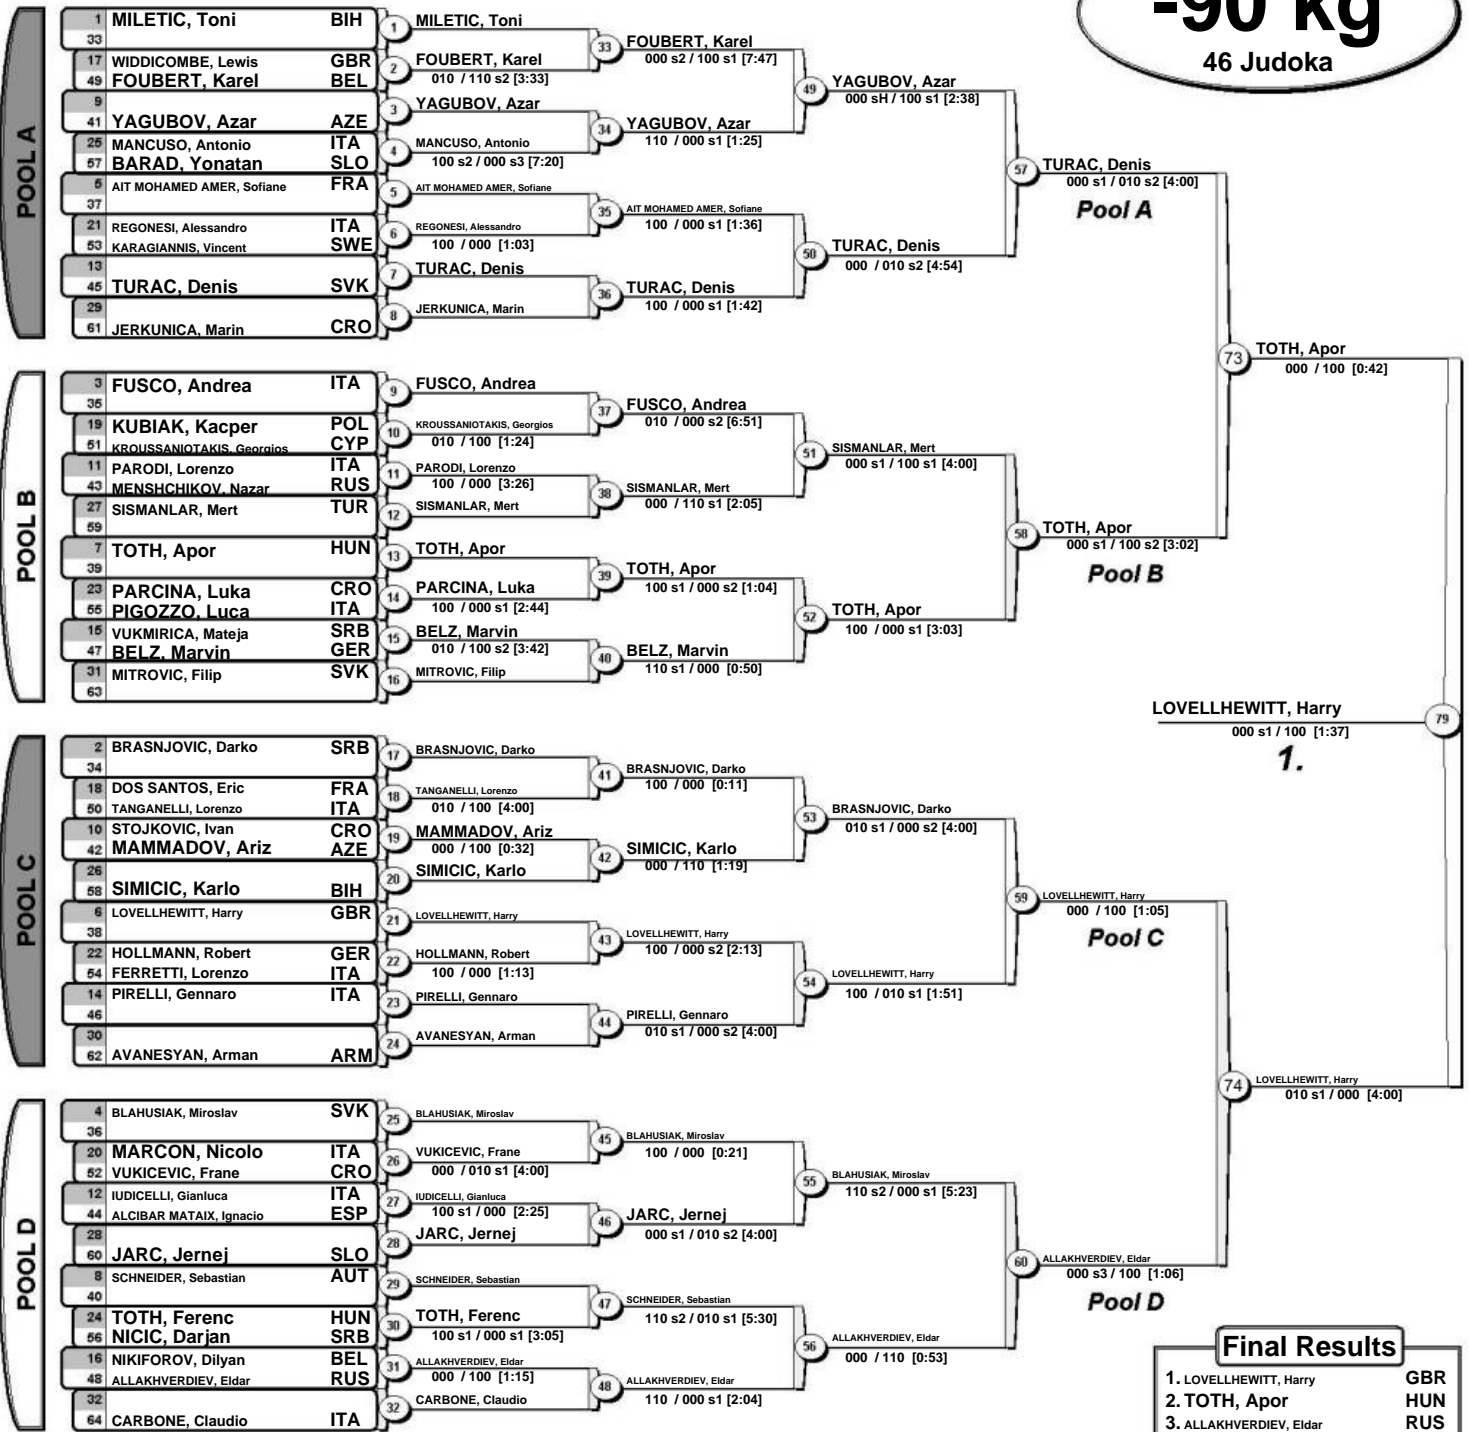 -90 kg
46 Judoka
POOL A
1 MILETIC, Toni BIH
33
17 WIDDICOMBE, Lewis GBR
49 FOUBERT, Karel BEL
9
41 YAGUBOV, Azar AZE
25 MANCUSO, Antonio ITA
57 BARAD, Yonatan SLO
5 AIT MOHAMED AMER, Sofiane FRA
37
21 REGONESI, Alessandro ITA
53 KARAGIANNIS, Vincent SWE
13
45 TURAC, Denis SVK
29
61 JERKUNICA, Marin CRO
1 MILETIC, Toni
2 FOUBERT, Karel
010 / 110 s2 [3:33]
3 YAGUBOV, Azar
4 MANCUSO, Antonio
100 s2 / 000 s3 [7:20]
5 AIT MOHAMED AMER, Sofiane
6 REGONESI, Alessandro
100 / 000 [1:03]
7 TURAC, Denis
8 JERKUNICA, Marin
33 FOUBERT, Karel
000 s2 / 100 s1 [7:47]
34 YAGUBOV, Azar
110 / 000 s1 [1:25]
35 AIT MOHAMED AMER, Sofiane
100 / 000 s1 [1:36]
36 TURAC, Denis
100 / 000 s1 [1:42]
49 YAGUBOV, Azar
000 sH / 100 s1 [2:38]
50 TURAC, Denis
000 / 010 s2 [4:54]
57 TURAC, Denis
000 s1 / 010 s2 [4:00]
Pool A
POOL B
3 FUSCO, Andrea ITA
35
19 KUBIAK, Kacper POL
51 KROUSSANIOTAKIS, Georgios CYP
11 PARODI, Lorenzo ITA
43 MENSHCHIKOV, Nazar RUS
27 SISMANLAR, Mert TUR
59
7 TOTH, Apor HUN
39
23 PARCINA, Luka CRO
55 PIGOZZO, Luca ITA
15 VUKMIRICA, Mateja SRB
47 BELZ, Marvin GER
31 MITROVIC, Filip SVK
63
9 FUSCO, Andrea
10 KROUSSANIOTAKIS, Georgios
010 / 100 [1:24]
11 PARODI, Lorenzo
100 / 000 [3:26]
12 SISMANLAR, Mert
13 TOTH, Apor
14 PARCINA, Luka
100 / 000 s1 [2:44]
15 BELZ, Marvin
010 / 100 s2 [3:42]
16 MITROVIC, Filip
37 FUSCO, Andrea
010 / 000 s2 [6:51]
38 SISMANLAR, Mert
000 / 110 s1 [2:05]
39 TOTH, Apor
100 s1 / 000 s2 [1:04]
40 BELZ, Marvin
110 s1 / 000 [0:50]
51 SISMANLAR, Mert
000 s1 / 100 s1 [4:00]
52 TOTH, Apor
100 / 000 s1 [3:03]
58 TOTH, Apor
000 s1 / 100 s2 [3:02]
Pool B
73 TOTH, Apor
000 / 100 [0:42]
LOVELLHEWITT, Harry 79
000 s1 / 100 [1:37]
1.
POOL C
2 BRASNJOVIC, Darko SRB
34
18 DOS SANTOS, Eric FRA
50 TANGANELLI, Lorenzo ITA
10 STOJKOVIC, Ivan CRO
42 MAMMADOV, Ariz AZE
26
58 SIMICIC, Karlo BIH
6 LOVELLHEWITT, Harry GBR
38
22 HOLLMANN, Robert GER
54 FERRETTI, Lorenzo ITA
14 PIRELLI, Gennaro ITA
46
30
62 AVANESYAN, Arman ARM
17 BRASNJOVIC, Darko
18 TANGANELLI, Lorenzo
010 / 100 [4:00]
19 MAMMADOV, Ariz
000 / 100 [0:32]
20 SIMICIC, Karlo
21 LOVELLHEWITT, Harry
22 HOLLMANN, Robert
100 / 000 [1:13]
23 PIRELLI, Gennaro
24 AVANESYAN, Arman
41 BRASNJOVIC, Darko
100 / 000 [0:11]
42 SIMICIC, Karlo
000 / 110 [1:19]
43 LOVELLHEWITT, Harry
100 / 000 s2 [2:13]
44 PIRELLI, Gennaro
010 s1 / 000 s2 [4:00]
53 BRASNJOVIC, Darko
010 s1 / 000 s2 [4:00]
54 LOVELLHEWITT, Harry
100 / 010 s1 [1:51]
59 LOVELLHEWITT, Harry
000 / 100 [1:05]
Pool C
74 LOVELLHEWITT, Harry
010 s1 / 000 [4:00]
POOL D
4 BLAHUSIAK, Miroslav SVK
36
20 MARCON, Nicolo ITA
52 VUKICEVIC, Frane CRO
12 IUDICELLI, Gianluca ITA
44 ALCIBAR MATAIX, Ignacio ESP
28
60 JARC, Jernej SLO
8 SCHNEIDER, Sebastian AUT
40
24 TOTH, Ferenc HUN
56 NICIC, Darjan SRB
16 NIKIFOROV, Dilyan BEL
48 ALLAKHVERDIEV, Eldar RUS
32
64 CARBONE, Claudio ITA
25 BLAHUSIAK, Miroslav
26 VUKICEVIC, Frane
000 / 010 s1 [4:00]
27 IUDICELLI, Gianluca
100 s1 / 000 [2:25]
28 JARC, Jernej
29 SCHNEIDER, Sebastian
30 TOTH, Ferenc
100 s1 / 000 s1 [3:05]
31 ALLAKHVERDIEV, Eldar
000 / 100 [1:15]
32 CARBONE, Claudio
45 BLAHUSIAK, Miroslav
100 / 000 [0:21]
46 JARC, Jernej
000 s1 / 010 s2 [4:00]
47 SCHNEIDER, Sebastian
110 s2 / 010 s1 [5:30]
48 ALLAKHVERDIEV, Eldar
110 / 000 s1 [2:04]
55 BLAHUSIAK, Miroslav
110 s2 / 000 s1 [5:23]
56 ALLAKHVERDIEV, Eldar
000 / 110 [0:53]
60 ALLAKHVERDIEV, Eldar
000 s3 / 100 [1:06]
Pool D
Final Results
1. LOVELLHEWITT, Harry GBR
2. TOTH, Apor HUN
3. ALLAKHVERDIEV, Eldar RUS